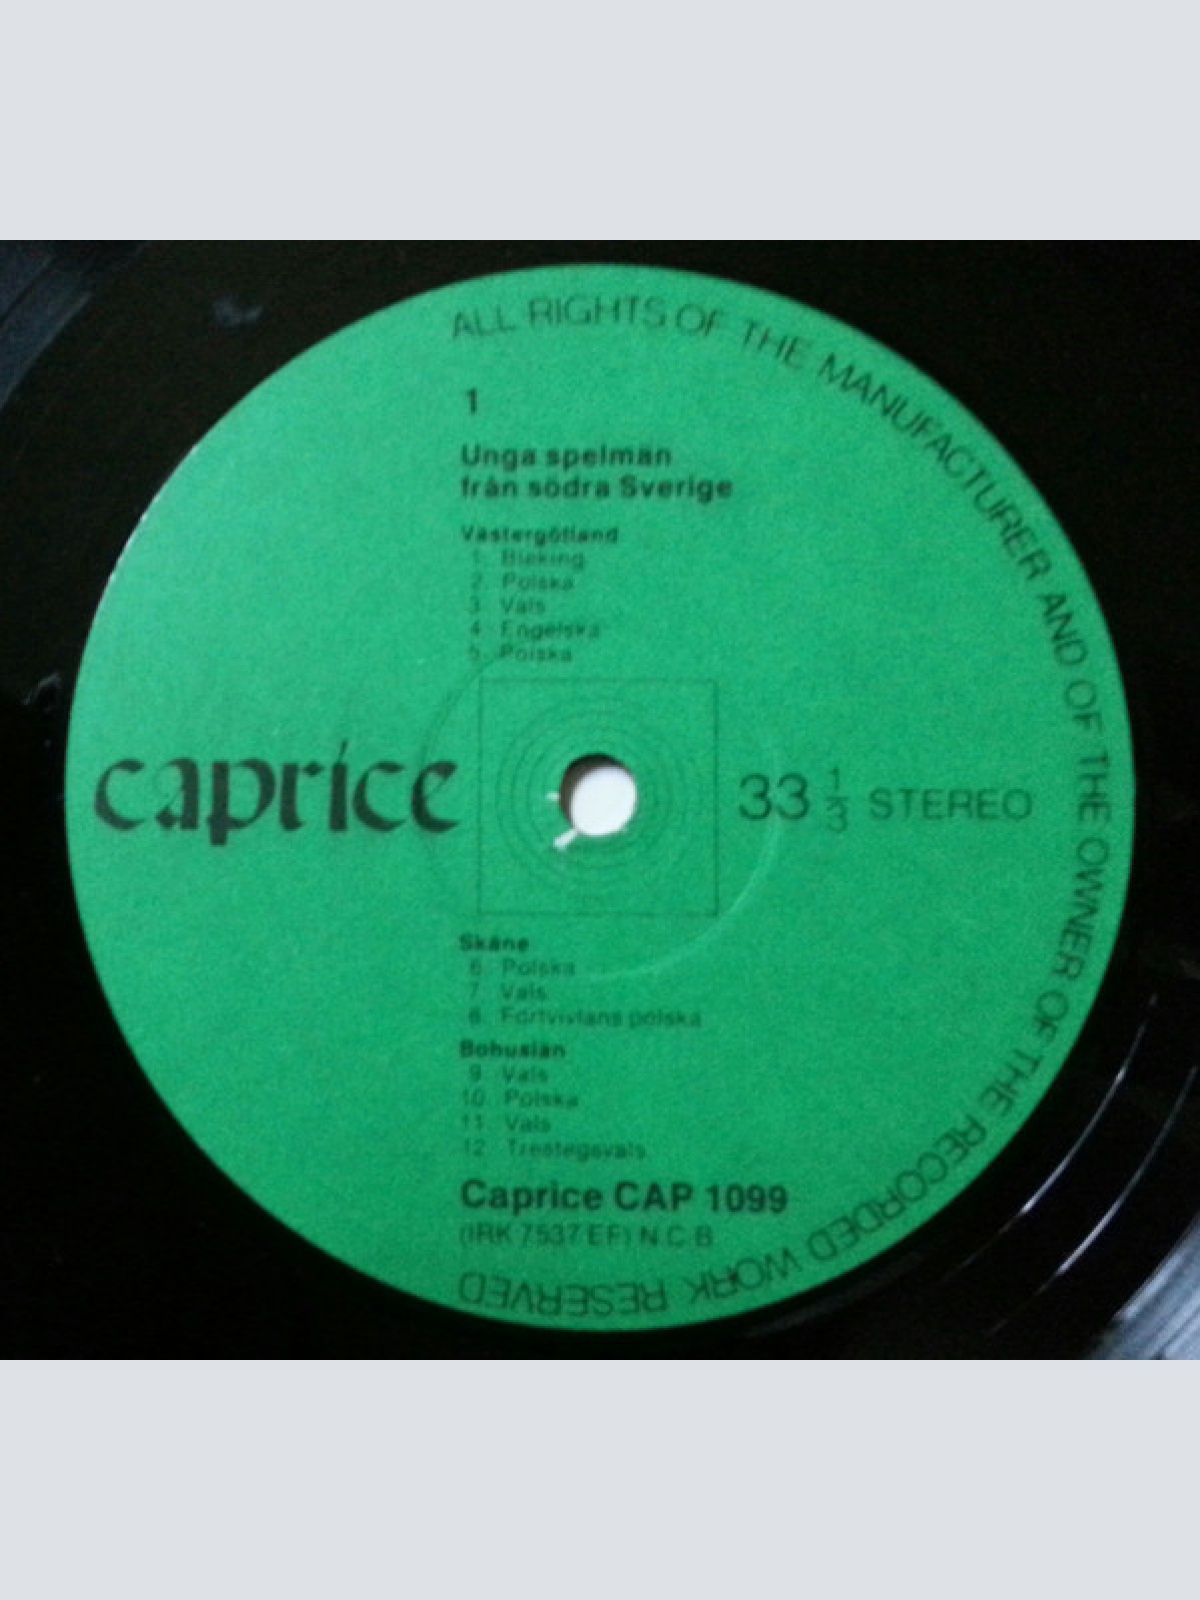 ALL RIGHTS OF THE MANUFACTURER AND OF THE OWNER OF THE RECORDED WORK RESERVED
1
Unga spelmän
från södra Sverige
Västergötland
1 Bleking
2 Polska
3 Vals
4 Engelska
5 Polska
caprice
33 1/3 STEREO
Skåne
6 Polska
7 Vals
8 Förtvivlans polska
Bohuslän
9 Vals
10 Polska
11 Vals
12 Trestegsvals
Caprice CAP 1099
(IRK 7537 EF) N C B